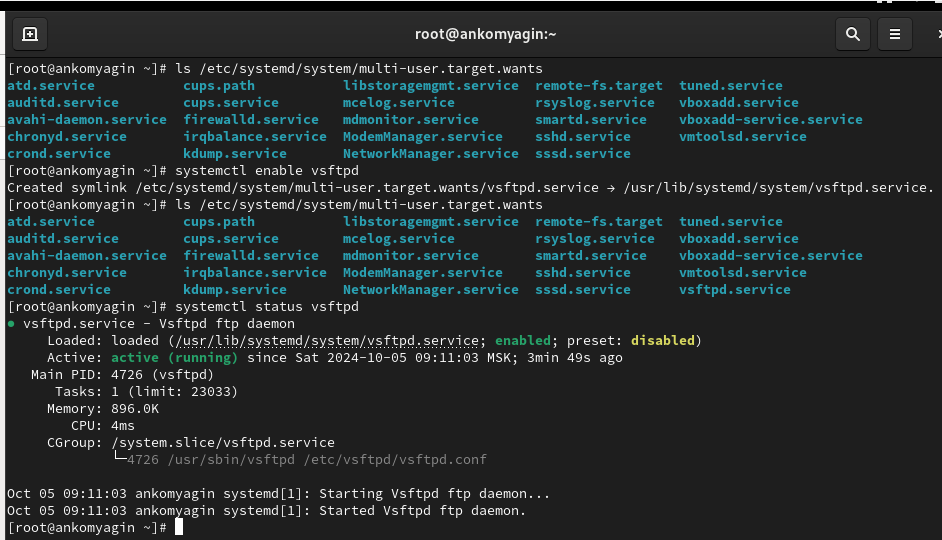 root@ankomyagin:~
[root@ankomyagin ~]# ls /etc/systemd/system/multi-user.target.wants
atd.service cups.path libstoragemgmt.service remote-fs.target tuned.service
auditd.service cups.service mcelog.service rsyslog.service vboxadd.service
avahi-daemon.service firewalld.service mdmonitor.service smartd.service vboxadd-service.service
chronyd.service irqbalance.service ModemManager.service sshd.service vmtoolsd.service
crond.service kdump.service NetworkManager.service sssd.service
[root@ankomyagin ~]# systemctl enable vsftpd
Created symlink /etc/systemd/system/multi-user.target.wants/vsftpd.service → /usr/lib/systemd/system/vsftpd.service.
[root@ankomyagin ~]# ls /etc/systemd/system/multi-user.target.wants
atd.service cups.path libstoragemgmt.service remote-fs.target tuned.service
auditd.service cups.service mcelog.service rsyslog.service vboxadd.service
avahi-daemon.service firewalld.service mdmonitor.service smartd.service vboxadd-service.service
chronyd.service irqbalance.service ModemManager.service sshd.service vmtoolsd.service
crond.service kdump.service NetworkManager.service sssd.service vsftpd.service
[root@ankomyagin ~]# systemctl status vsftpd
● vsftpd.service - Vsftpd ftp daemon
Loaded: loaded (/usr/lib/systemd/system/vsftpd.service; enabled; preset: disabled)
Active: active (running) since Sat 2024-10-05 09:11:03 MSK; 3min 49s ago
Main PID: 4726 (vsftpd)
Tasks: 1 (limit: 23033)
Memory: 896.0K
CPU: 4ms
CGroup: /system.slice/vsftpd.service
└─4726 /usr/sbin/vsftpd /etc/vsftpd/vsftpd.conf
Oct 05 09:11:03 ankomyagin systemd[1]: Starting Vsftpd ftp daemon...
Oct 05 09:11:03 ankomyagin systemd[1]: Started Vsftpd ftp daemon.
[root@ankomyagin ~]#